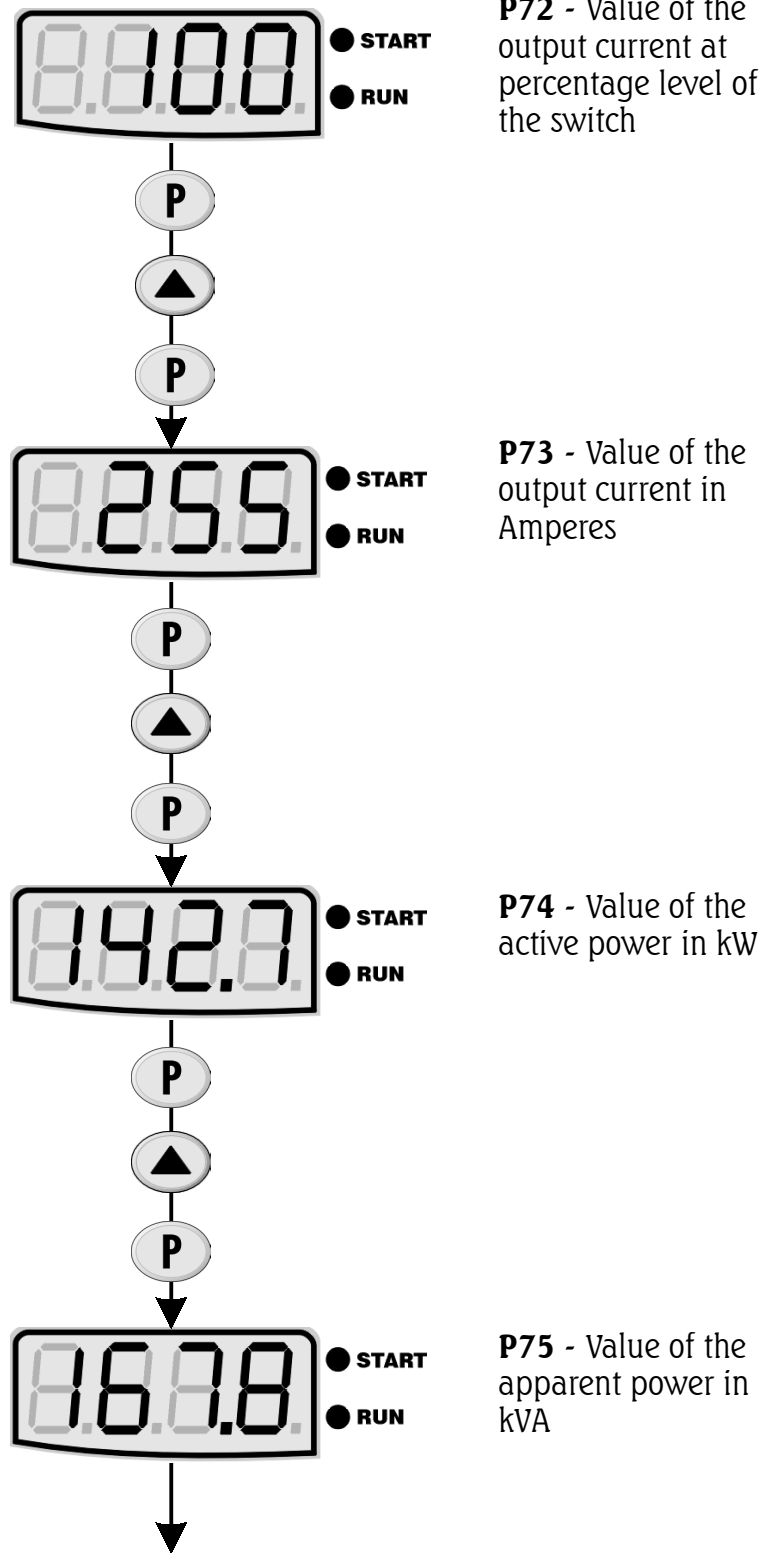 P72 - Value of the
100
START
output current at
percentage level of
RUN
the switch
P
P
P73 - Value of the
255
START
output current in
Amperes
RUN
P
P
P74 - Value of the
142.7
START
active power in kW
RUN
P
P
P75 - Value of the
167.8
START
apparent power in
RUN
kVA